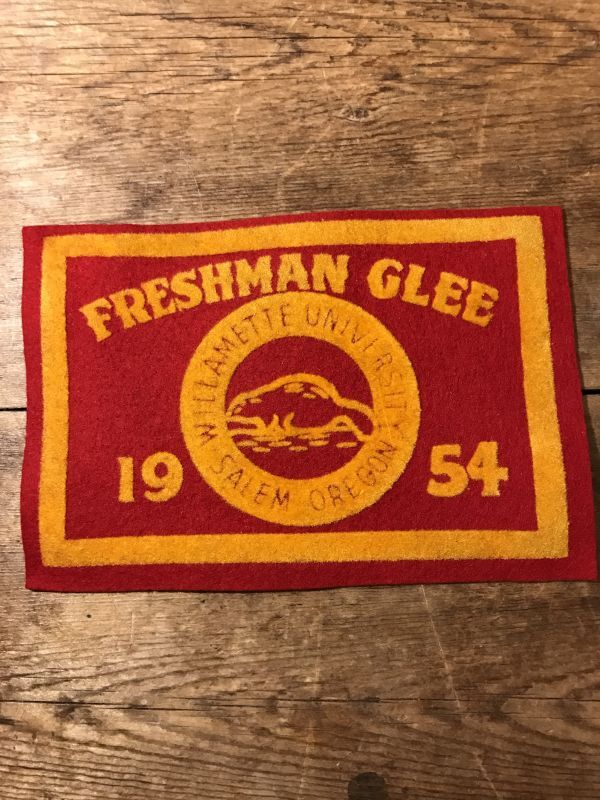 FRESHMAN GLEE
WILLAMETTE UNIVERSITY
SALEM OREGON
19 54